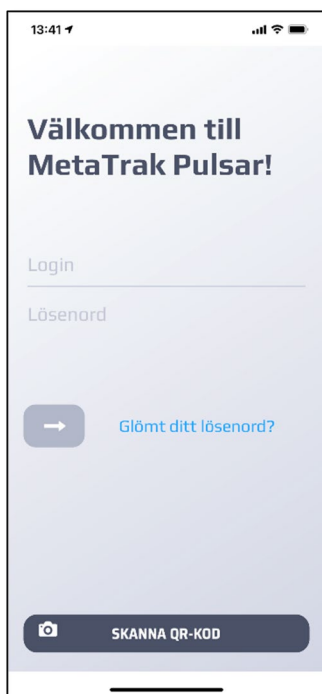 13:41
Välkommen till
MetaTrak Pulsar!
Login
Lösenord
Glömt ditt lösenord?
SKANNA QR-KOD